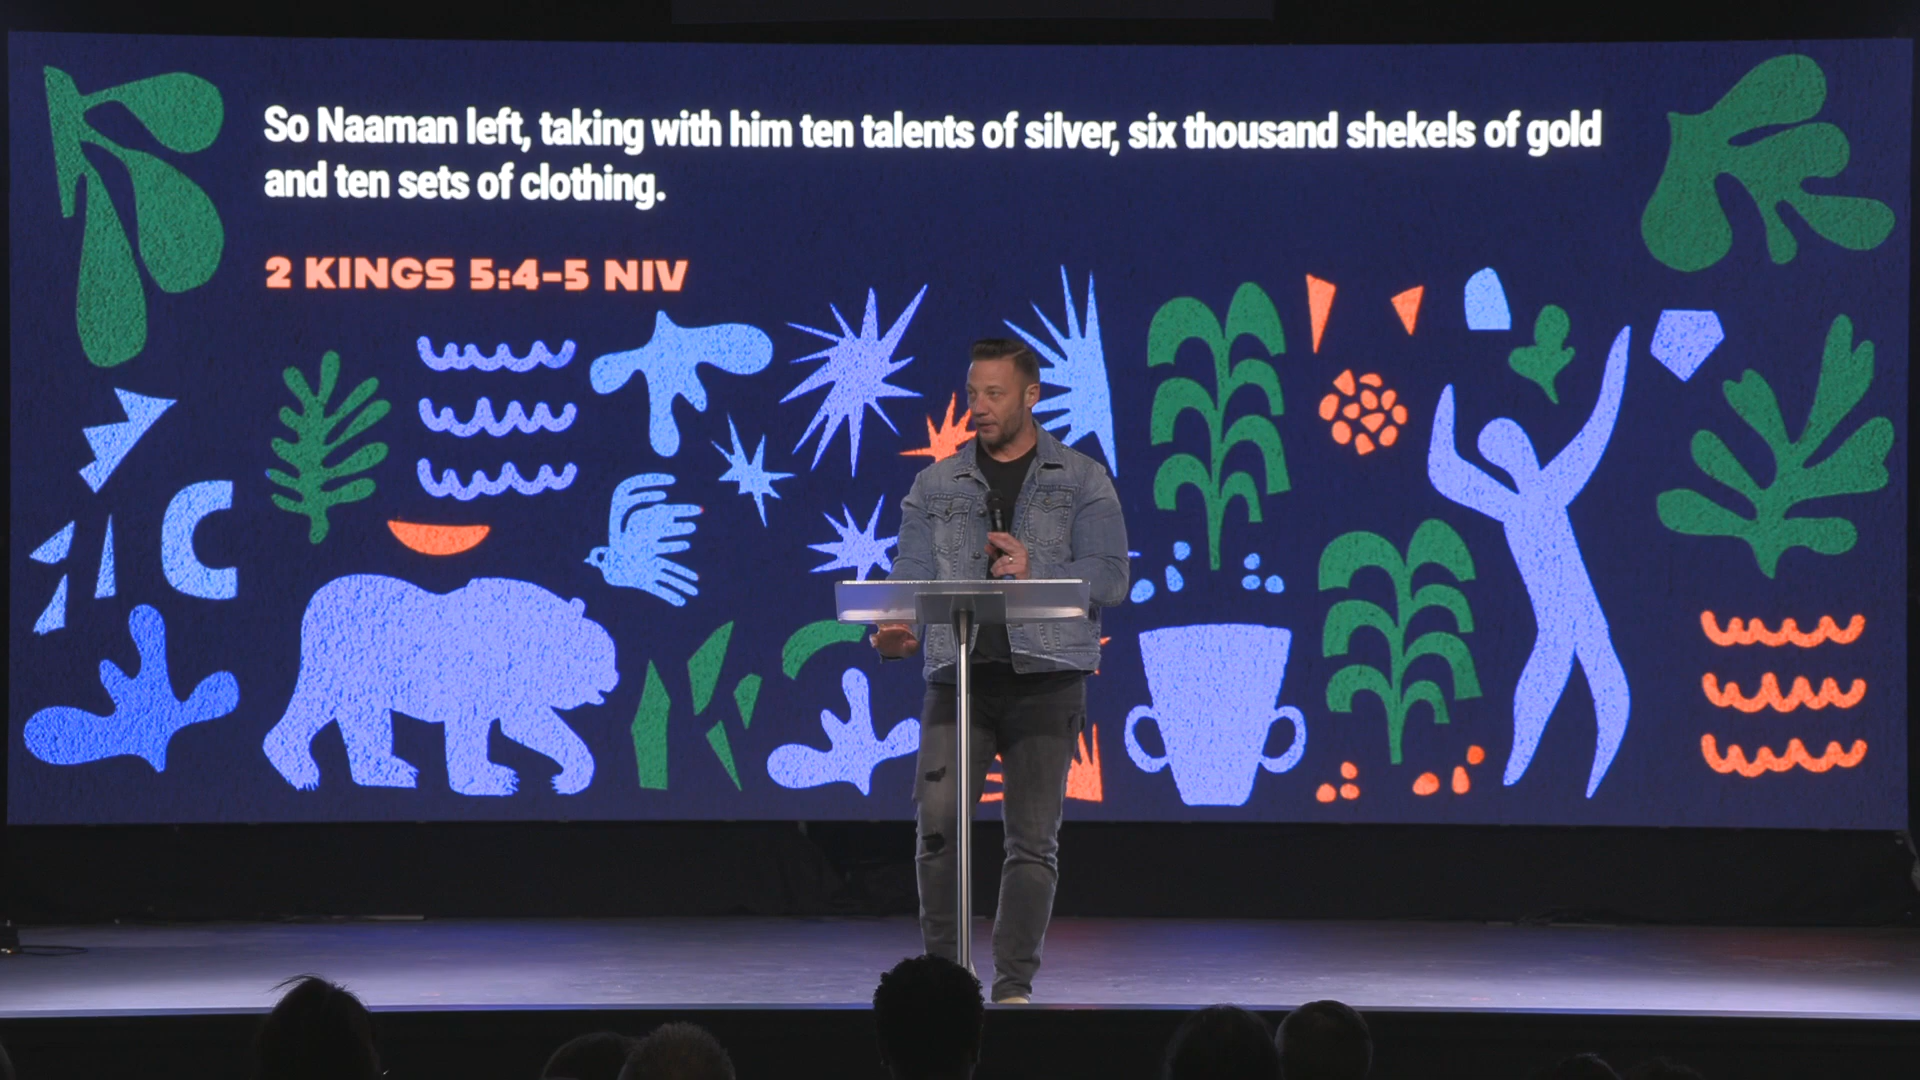 So Naaman left, taking with him ten talents of silver, six thousand shekels of gold
and ten sets of clothing.
2 KINGS 5:4-5 NIV